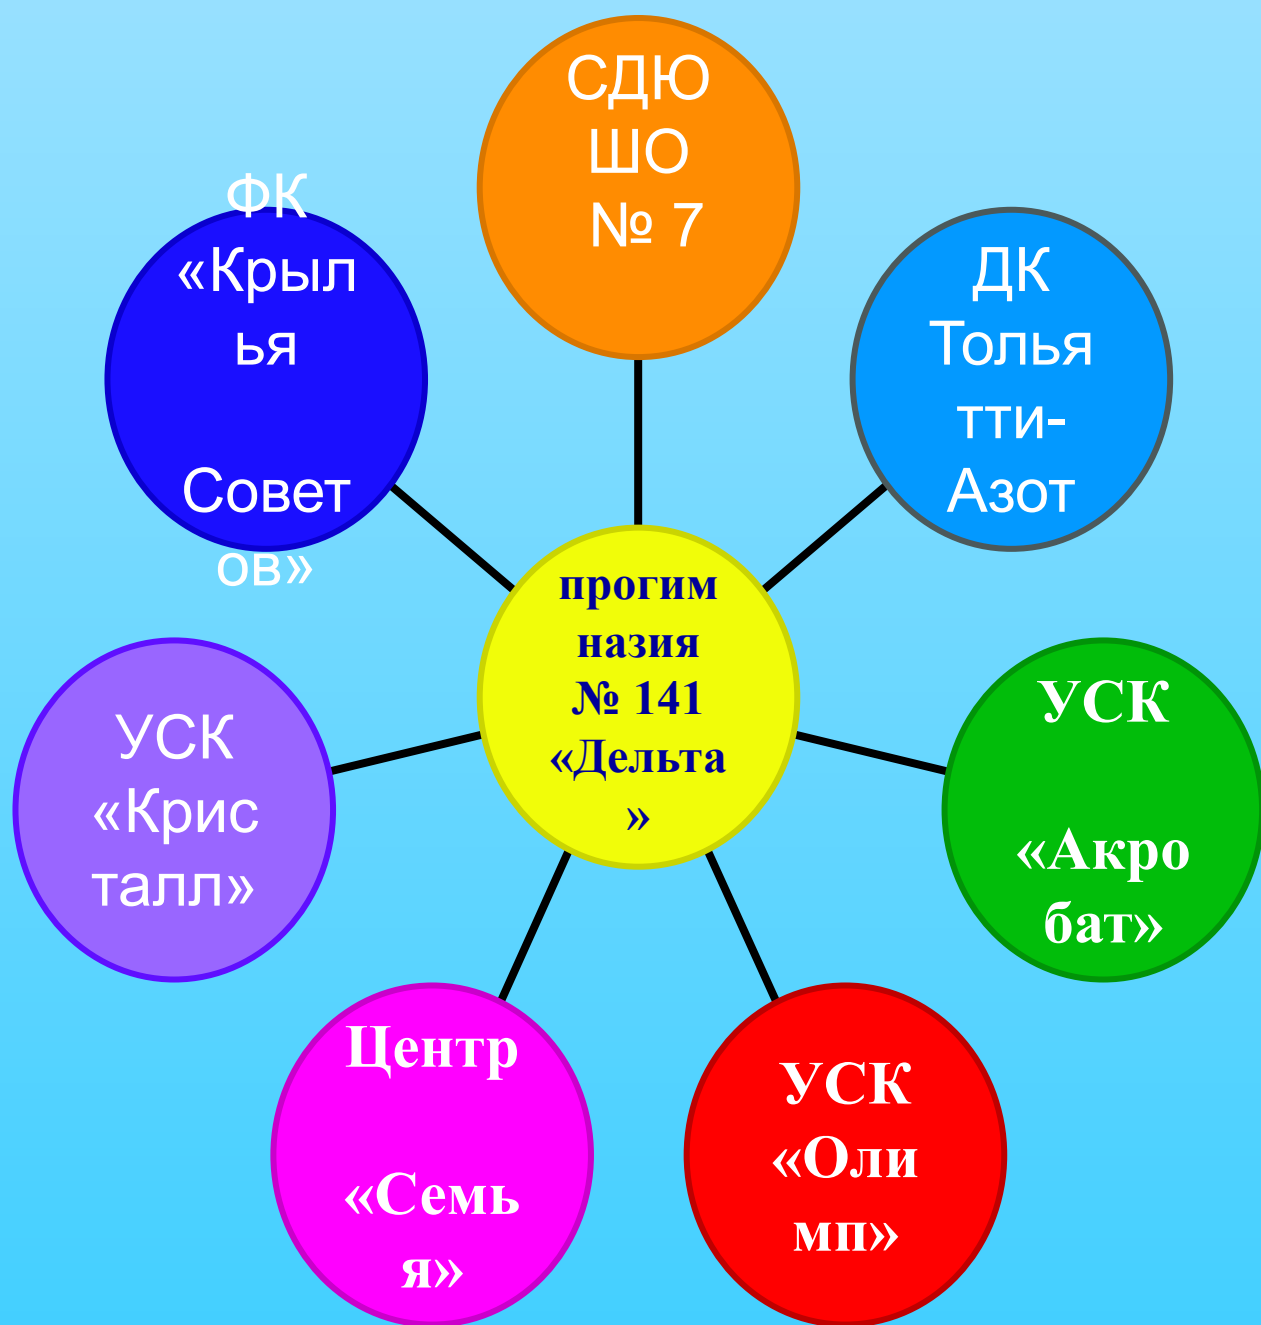 СДЮ
ШО
№ 7
ФК
«Крыл
ья
Совет
ов»
ДК
Толья
тти-
Азот
прогим
назия
№ 141
«Дельта
»
УСК
«Крис
талл»
УСК
«Акро
бат»
Центр
«Семь
я»
УСК
«Оли
мп»